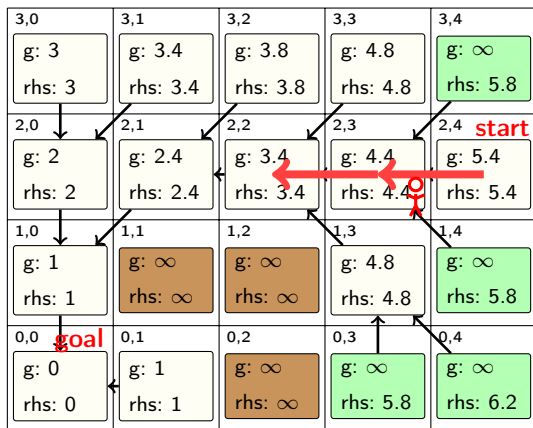 3,0 3,1 3,2 3,3 3,4
g: 3 g: 3.4 g: 3.8 g: 4.8 g: ∞
rhs: 3 rhs: 3.4 rhs: 3.8 rhs: 4.8 rhs: 5.8
2,0 2,1 2,2 2,3 2,4
start
g: 2 g: 2.4 g: 3.4 g: 4.4 g: 5.4
rhs: 2 rhs: 2.4 rhs: 3.4 rhs: 4.4 rhs: 5.4
1,0 1,1 1,2 1,3 1,4
g: 1 g: ∞ g: ∞ g: 4.8 g: ∞
rhs: 1 rhs: ∞ rhs: ∞ rhs: 4.8 rhs: 5.8
0,0 0,1 0,2 0,3 0,4
goal
g: 0 g: 1 g: ∞ g: ∞ g: ∞
rhs: 0 rhs: 1 rhs: ∞ rhs: 5.8 rhs: 6.2